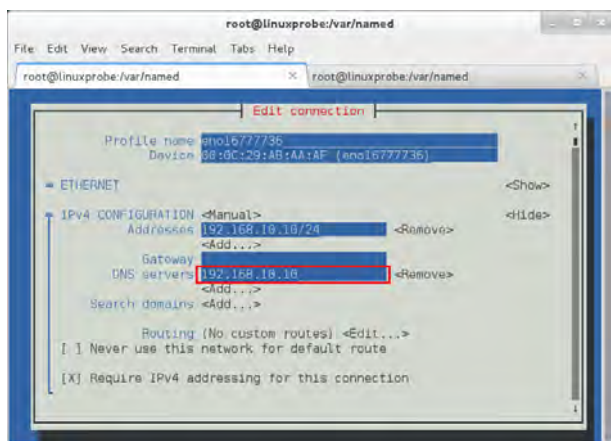 root@linuxprobe:/var/named
File Edit View Search Terminal Tabs Help
root@linuxprobe:/var/named × root@linuxprobe:/var/named ×
Edit connection
Profile name eno16777736
Device 00:0C:29:AB:AA:AF (eno16777736)
= ETHERNET <Show>
= IPv4 CONFIGURATION <Manual> <Hide>
Addresses 192.168.10.10/24 <Remove>
<Add...>
Gateway
DNS servers 192.168.10.10 <Remove>
<Add...>
Search domains <Add...>
Routing (No custom routes) <Edit...>
[ ] Never use this network for default route
[X] Require IPv4 addressing for this connection